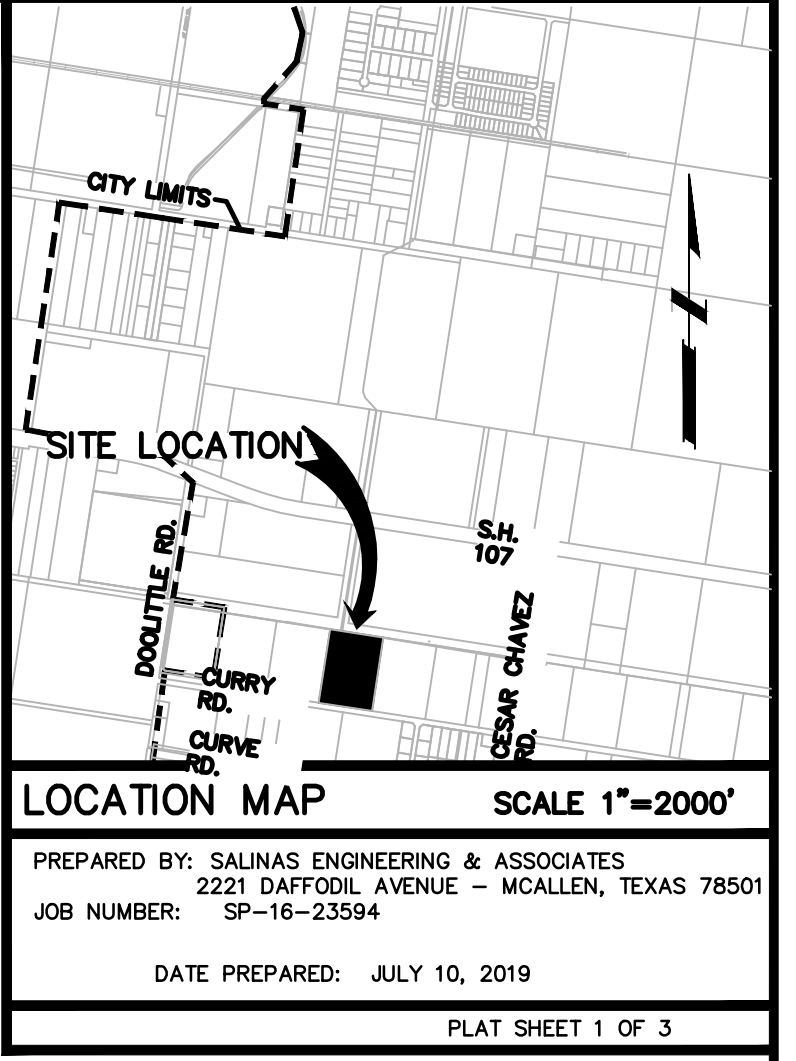 CITY LIMITS
SITE LOCATION
S.H.
107
DOOLITTLE RD.
CESAR CHAVEZ
RD.
CURRY
RD.
CURVE
RD.
LOCATION MAP
SCALE 1"=2000'
PREPARED BY: SALINAS ENGINEERING & ASSOCIATES
2221 DAFFODIL AVENUE – MCALLEN, TEXAS 78501
JOB NUMBER: SP–16–23594
DATE PREPARED: JULY 10, 2019
PLAT SHEET 1 OF 3